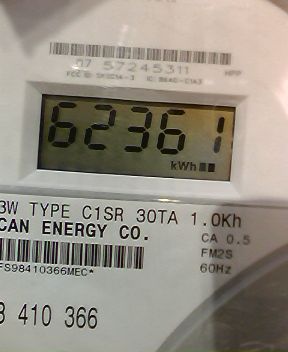 07 57245311
HPP
62361
kWh
3W TYPE C1SR 30TA 1.0Kh
CAN ENERGY CO.
CA 0.5
FM2S
60Hz
FS98410366MEC*
8 410 366